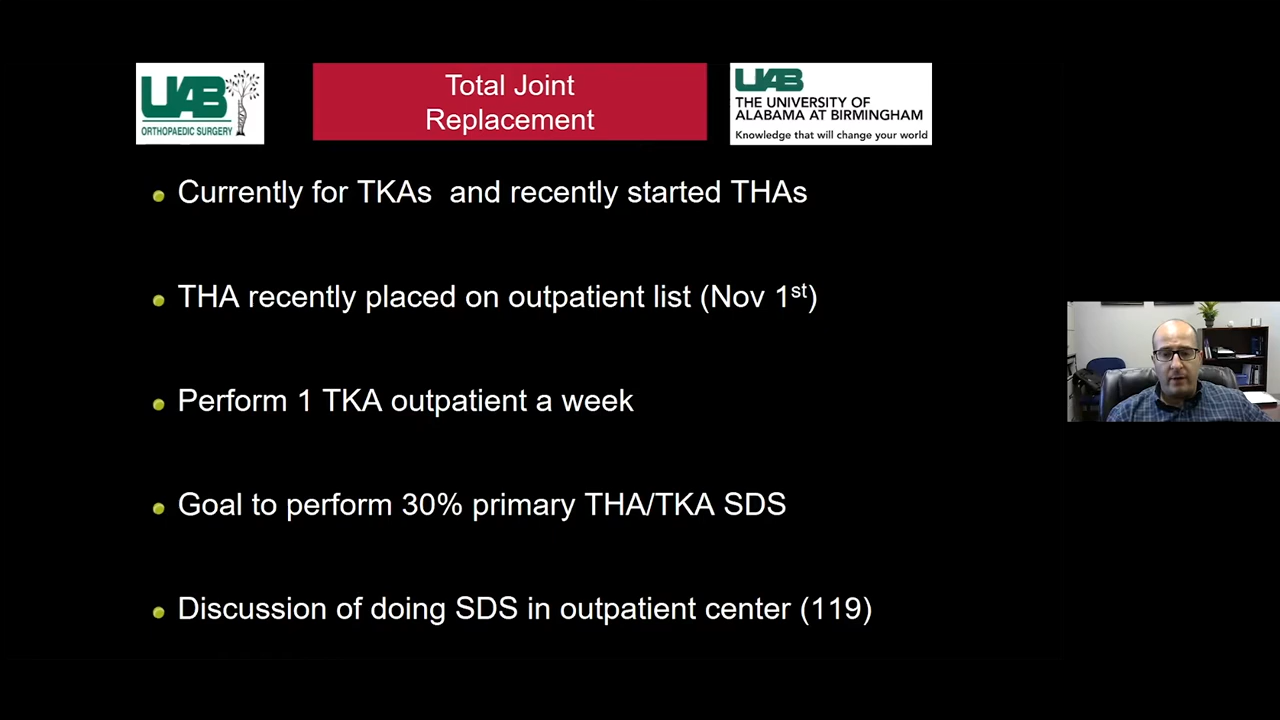 UAB
ORTHOPAEDIC SURGERY
Total Joint
Replacement
UAB
THE UNIVERSITY OF
ALABAMA AT BIRMINGHAM
Knowledge that will change your world
Currently for TKAs and recently started THAs
THA recently placed on outpatient list (Nov 1st)
Perform 1 TKA outpatient a week
Goal to perform 30% primary THA/TKA SDS
Discussion of doing SDS in outpatient center (119)